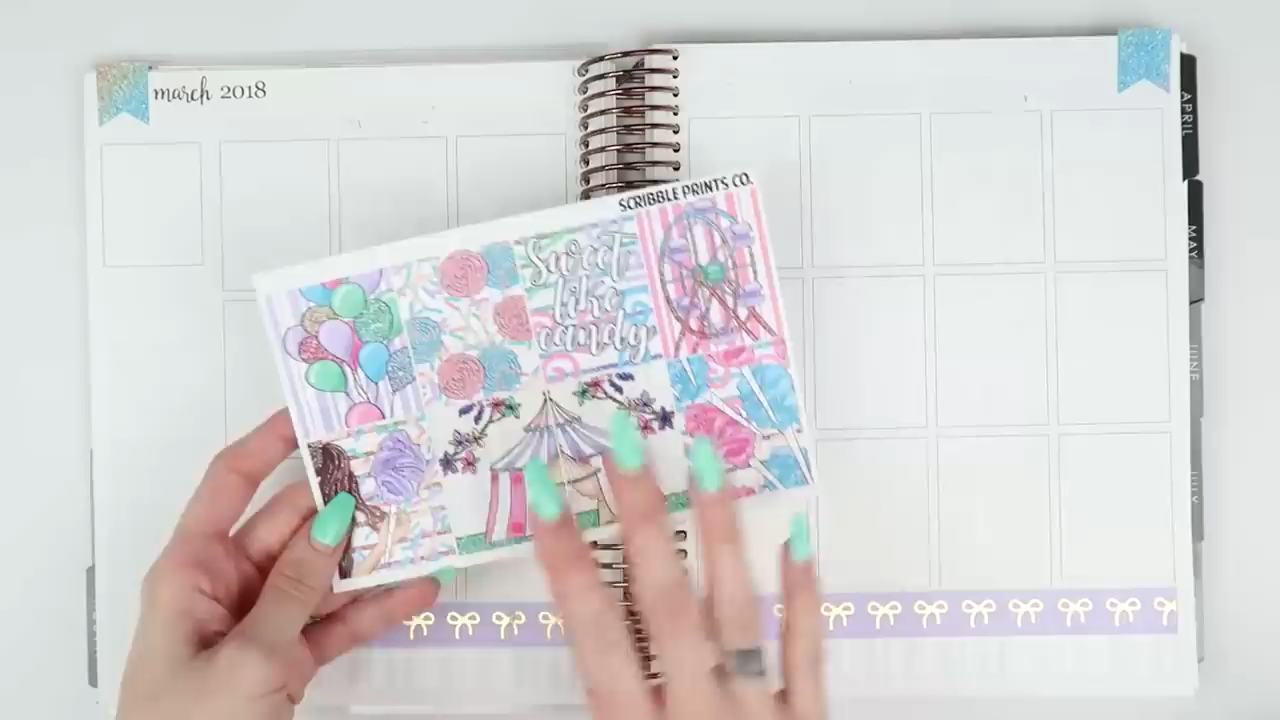 march 2018
SCRIBBLE PRINTS CO.
sweet
like
candy
APRIL
MAY
JUNE
JULY